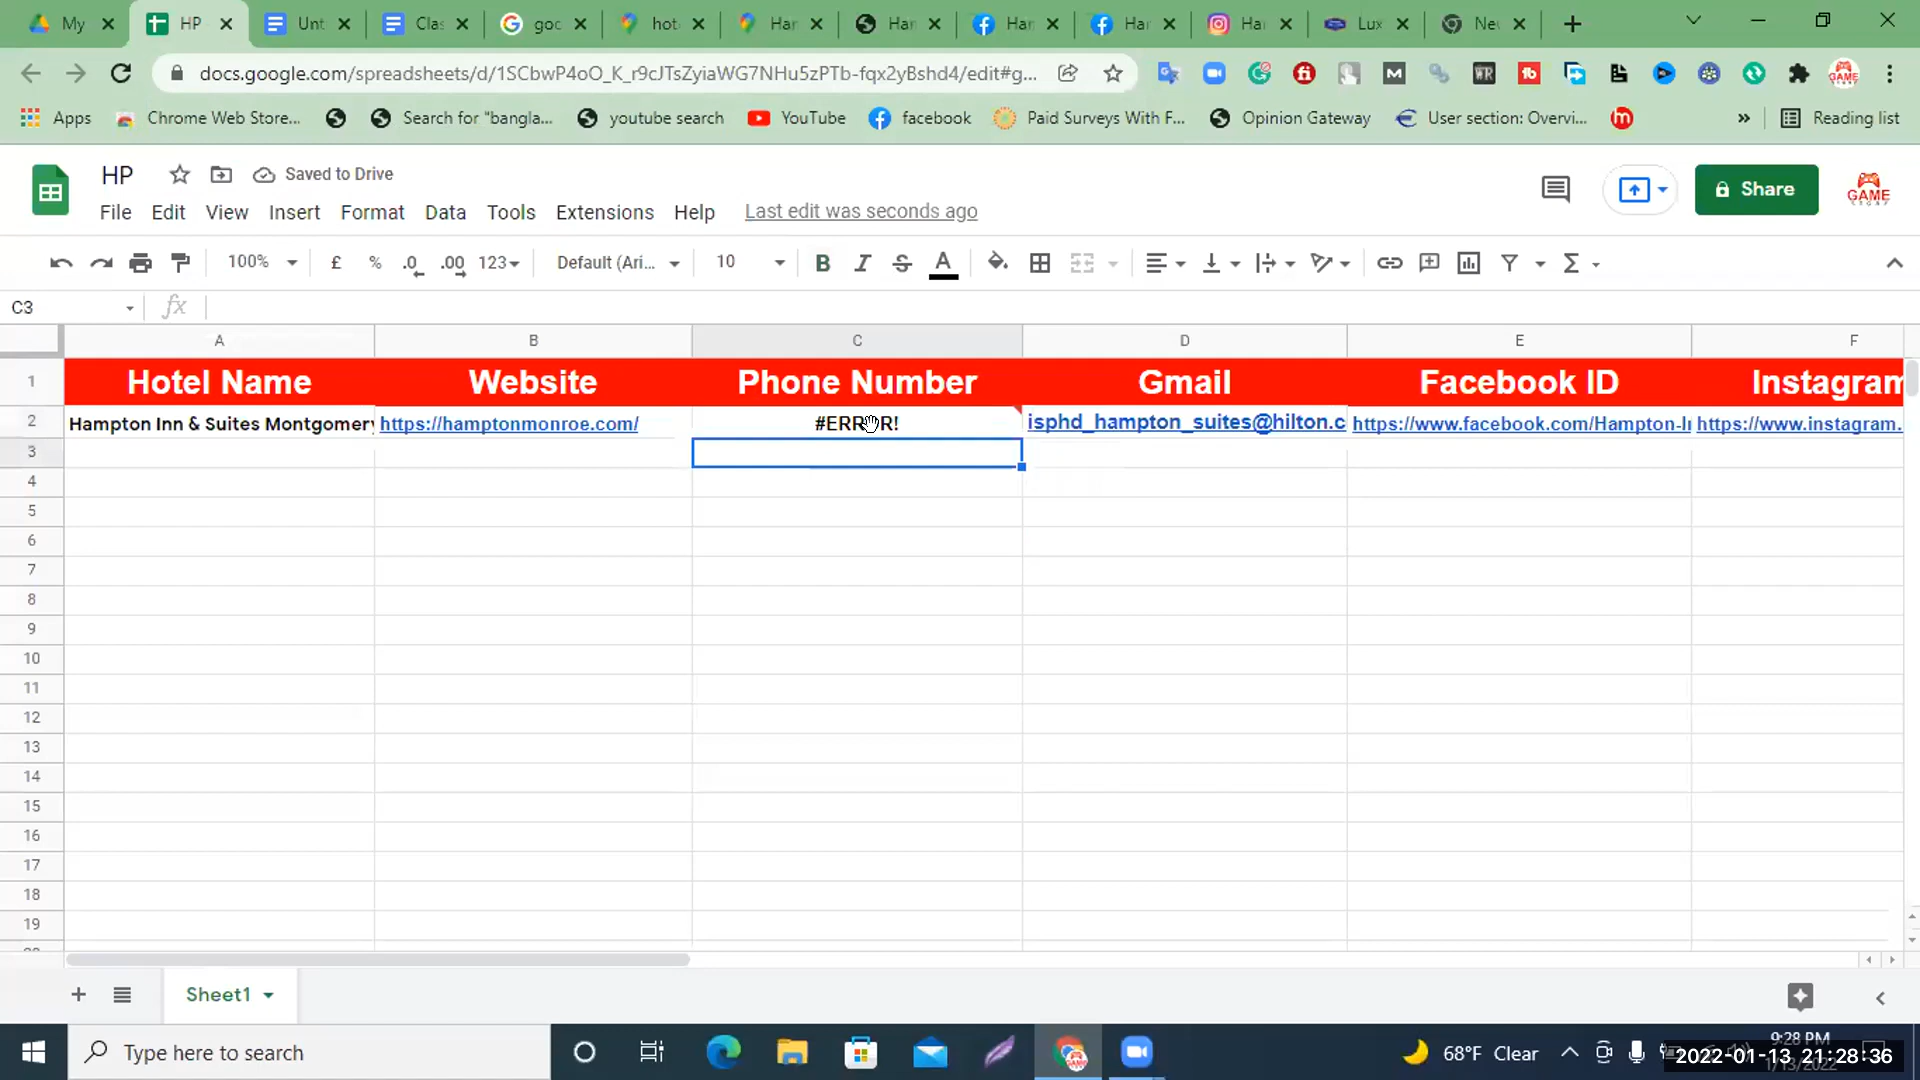 My
HP
Unt
Clas
goc
hot
Har
Han
Han
Har
Ha
Lux
Ne
docs.google.com/spreadsheets/d/1SCbwP4oO_K_r9cJTsZyiaWG7NHu5zPTb-fqx2yBshd4/edit#g...
Apps
Chrome Web Store...
Search for "bangla...
youtube search
YouTube
facebook
Paid Surveys With F...
Opinion Gateway
User section: Overvi...
»
Reading list
HP
Saved to Drive
Share
File Edit View Insert Format Data Tools Extensions Help Last edit was seconds ago
100% £ % .0 .00 123 Default (Ari... 10 B I S A Σ
C3 fx
A B C D E F
1 Hotel Name Website Phone Number Gmail Facebook ID Instagram
2 Hampton Inn & Suites Montgomery https://hamptonmonroe.com/ #ERROR! isphd_hampton_suites@hilton.c https://www.facebook.com/Hampton-I https://www.instagram.
3
4
5
6
7
8
9
10
11
12
13
14
15
16
17
18
19
Sheet1
Type here to search
68°F Clear
9:28 PM
2022-01-13 21:28:36